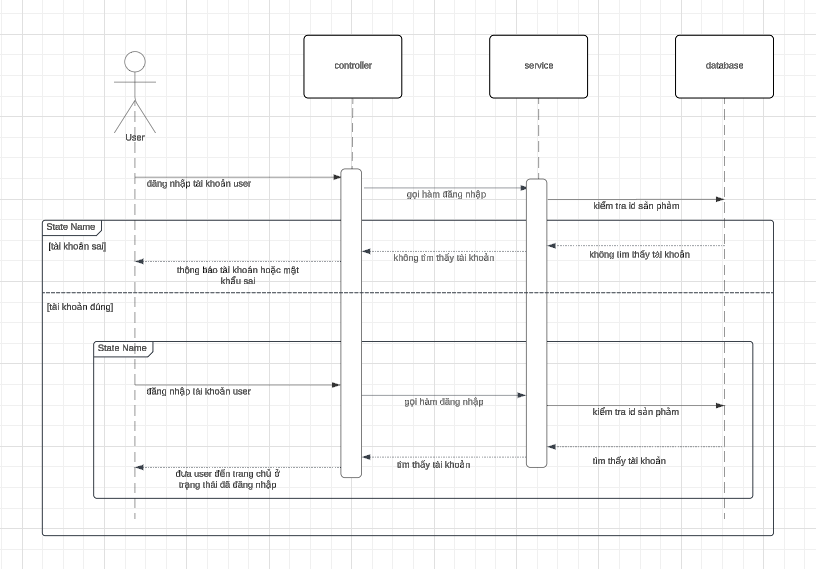 controller
service
database
User
đăng nhập tài khoản user
gọi hàm đăng nhập
kiểm tra id sản phẩm
State Name
[tài khoản sai]
không tìm thấy tài khoản
không tìm thấy tài khoản
thông báo tài khoản hoặc mật
khẩu sai
[tài khoản đúng]
State Name
đăng nhập tài khoản user
gọi hàm đăng nhập
kiểm tra id sản phẩm
tìm thấy tài khoản
tìm thấy tài khoản
đưa user đến trang chủ ở
trạng thái đã đăng nhập